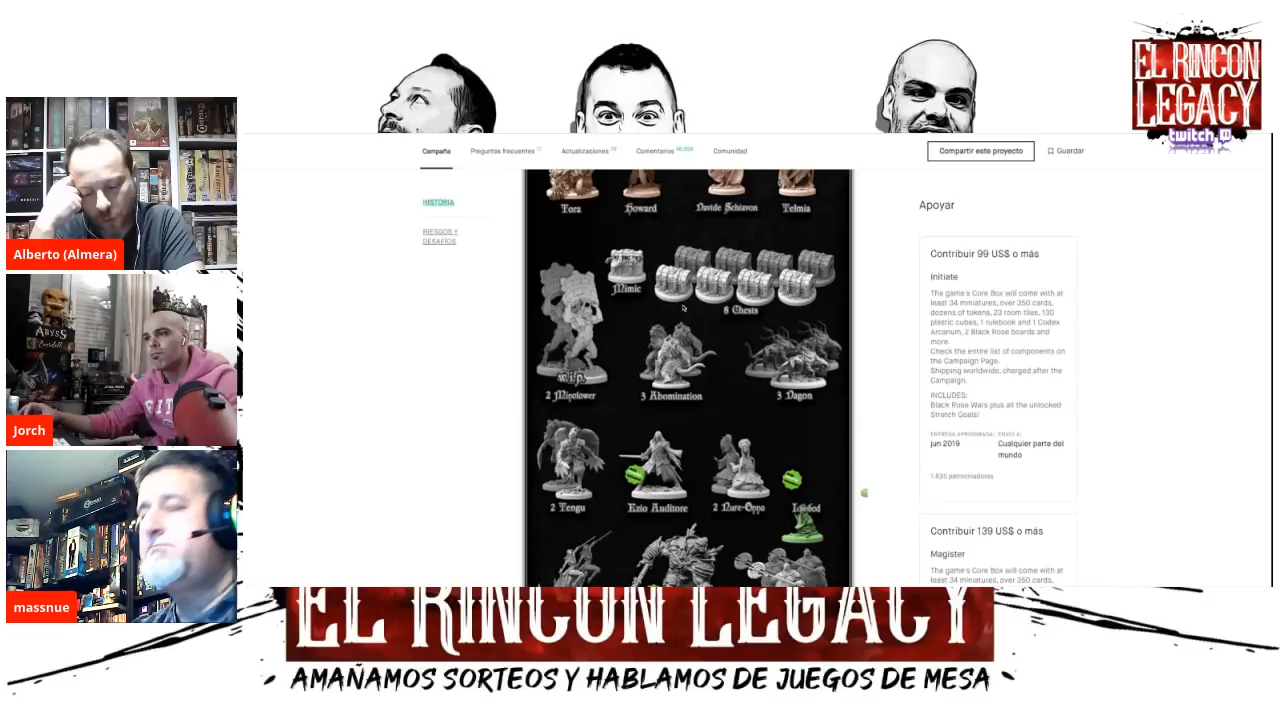 EL RINCON
LEGACY
twitch
Campaña
Preguntas frecuentes
Actualizaciones
Comentarios
Comunidad
Compartir este proyecto
Guardar
HISTORIA
RIESGOS Y
DESAFÍOS
Tora
Howard
Davide Schiavon
Telmia
Mimic
8 Chests
w.i.p.
2 Minotower
3 Abomination
3 Dagon
2 Tengu
Ezio Auditore
2 Nure-Onna
Apoyar
Contribuir 99 US$ o más
Initiate
The game's Core Box will come with at
least 34 miniatures, over 350 cards,
dozens of tokens, 23 room tiles, 130
plastic cubes, 1 rulebook and 1 Codex
Arcanum, 2 Black Rose boards and
more.
Check the entire list of components on
the Campaign Page.
Shipping worldwide, charged after the
Campaign.
INCLUDES:
Black Rose Wars plus all the unlocked
Stretch Goals!
ENTREGA APROXIMADA:
jun 2019
ENVÍO A:
Cualquier parte del
mundo
1.635 patrocinadores
Contribuir 139 US$ o más
Magister
The game's Core Box will come with at
least 34 miniatures, over 350 cards,
Alberto (Almera)
ABYSS
Jorch
massnue
EL RINCON LEGACY
AMAÑAMOS SORTEOS Y HABLAMOS DE JUEGOS DE MESA